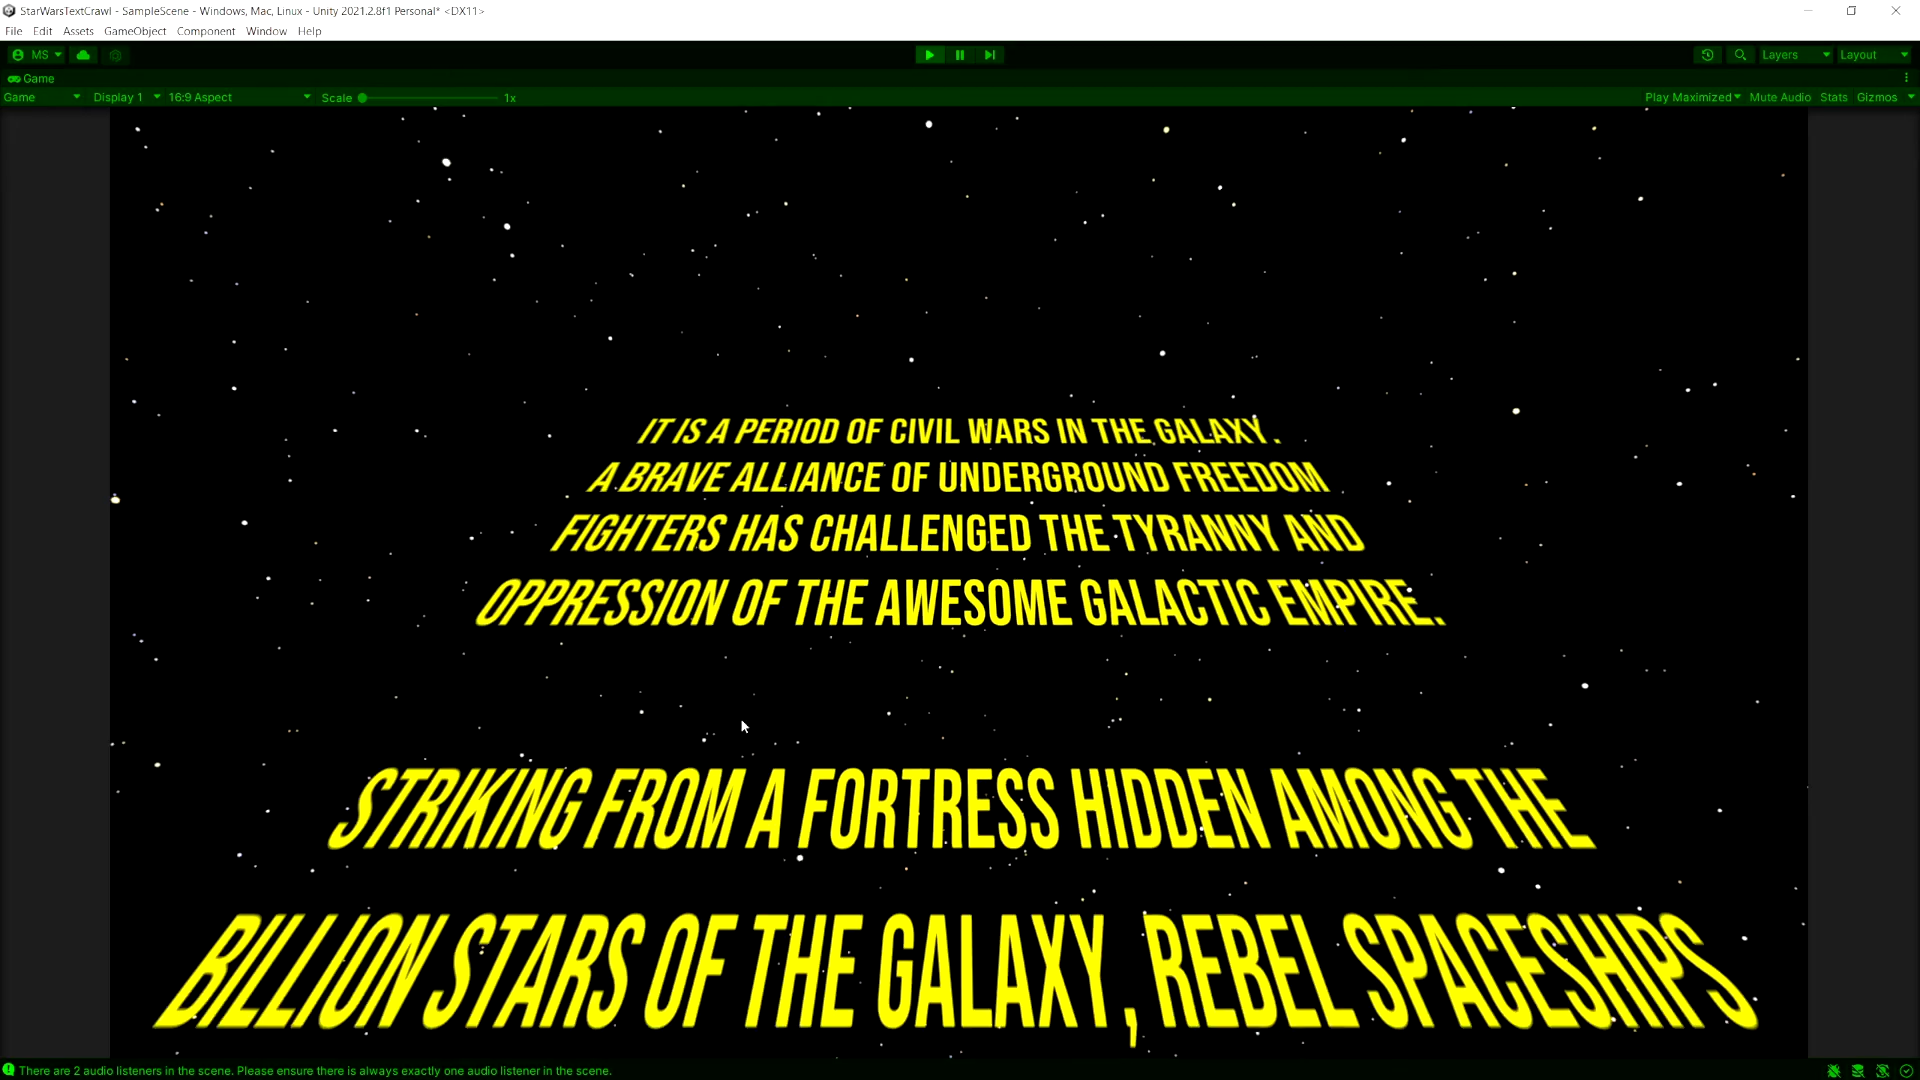 StarWarsTextCrawl - SampleScene - Windows, Mac, Linux - Unity 2021.2.8f1 Personal* <DX11>
File Edit Assets GameObject Component Window Help
MS Layers Layout
Game
Game Display 1 16:9 Aspect Scale 1x Play Maximized Mute Audio Stats Gizmos
IT IS A PERIOD OF CIVIL WARS IN THE GALAXY.
A BRAVE ALLIANCE OF UNDERGROUND FREEDOM
FIGHTERS HAS CHALLENGED THE TYRANNY AND
OPPRESSION OF THE AWESOME GALACTIC EMPIRE.
STRIKING FROM A FORTRESS HIDDEN AMONG THE
BILLION STARS OF THE GALAXY, REBEL SPACESHIPS
There are 2 audio listeners in the scene. Please ensure there is always exactly one audio listener in the scene.